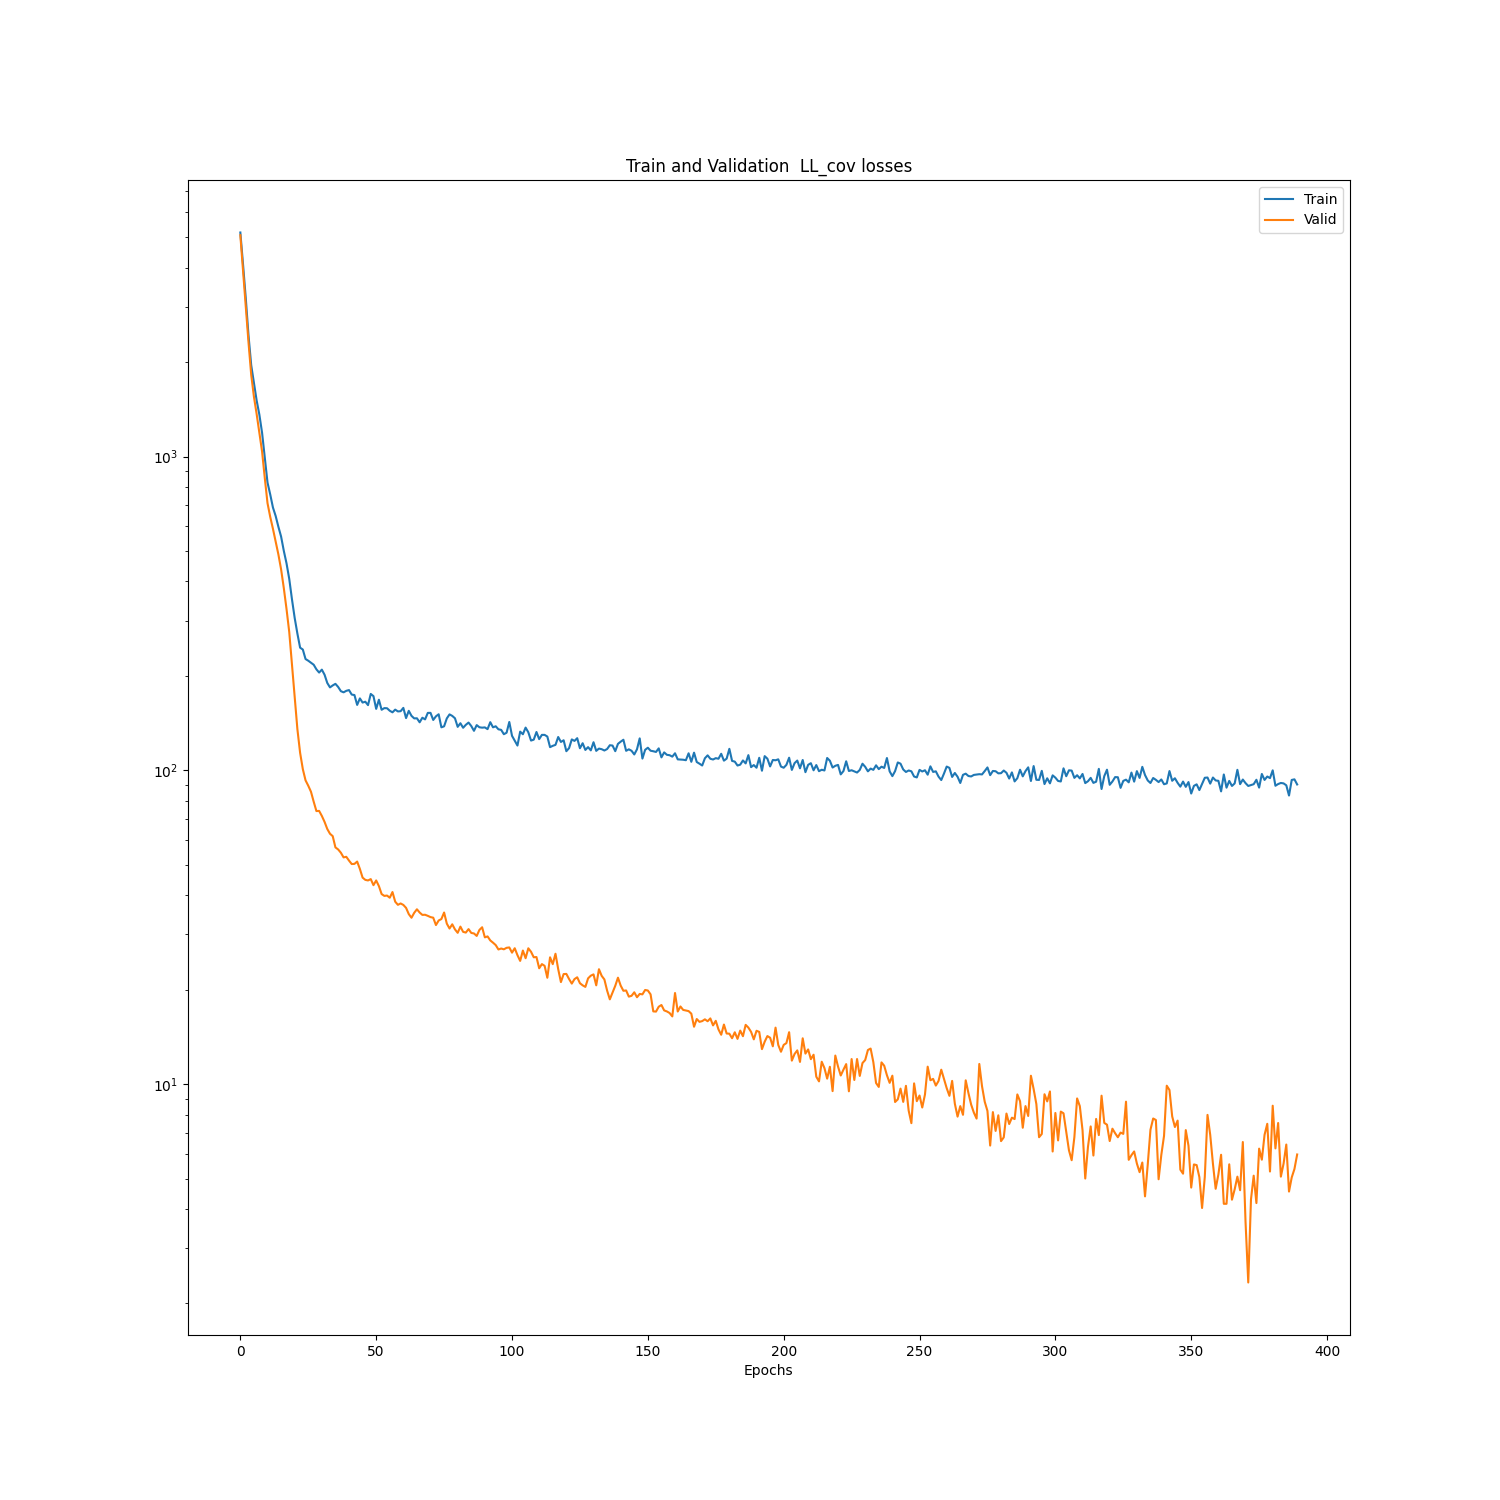 Train and Validation  LL_cov losses
Train
Valid
10³
10²
10¹
0 50 100 150 200 250 300 350 400
Epochs